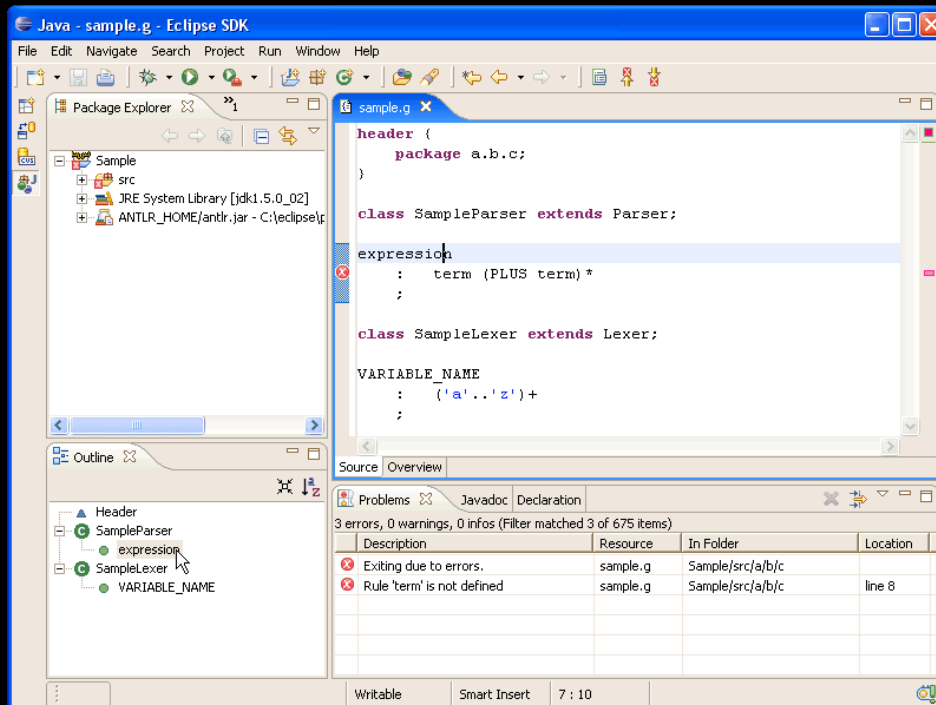 Java - sample.g - Eclipse SDK
File Edit Navigate Search Project Run Window Help
Package Explorer
»1
Sample
src
JRE System Library [jdk1.5.0_02]
ANTLR_HOME/antlr.jar - C:\eclipse\p
sample.g
header {
package a.b.c;
}
class SampleParser extends Parser;
expression
: term (PLUS term)*
;
class SampleLexer extends Lexer;
VARIABLE_NAME
: ('a'..'z')+
;
Source Overview
Outline
Header
SampleParser
expression
SampleLexer
VARIABLE_NAME
Problems Javadoc Declaration
3 errors, 0 warnings, 0 infos (Filter matched 3 of 675 items)
Description Resource In Folder Location
Exiting due to errors. sample.g Sample/src/a/b/c
Rule 'term' is not defined sample.g Sample/src/a/b/c line 8
Writable Smart Insert 7 : 10